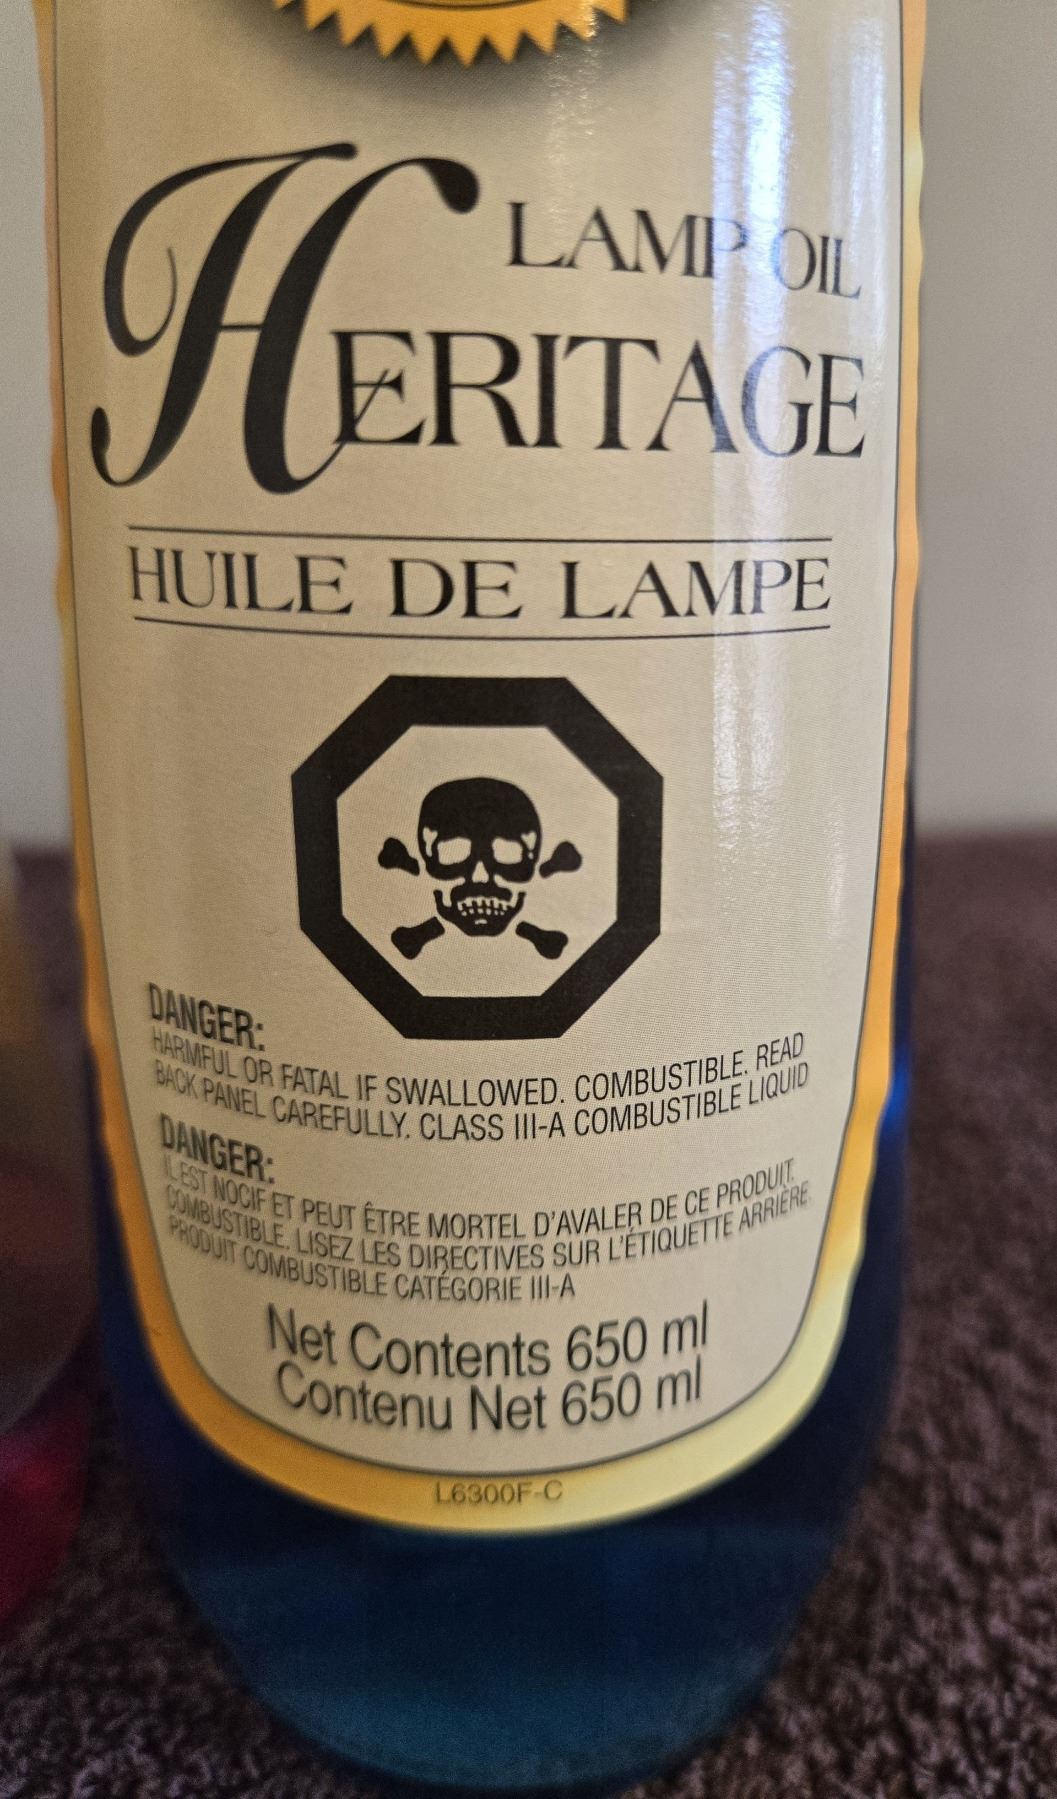 LAMP OIL
HERITAGE
HUILE DE LAMPE
DANGER:
HARMFUL OR FATAL IF SWALLOWED. COMBUSTIBLE. READ
BACK PANEL CAREFULLY. CLASS III-A COMBUSTIBLE LIQUID
DANGER:
IL EST NOCIF ET PEUT ÊTRE MORTEL D'AVALER DE CE PRODUIT.
COMBUSTIBLE. LISEZ LES DIRECTIVES SUR L'ÉTIQUETTE ARRIÈRE.
PRODUIT COMBUSTIBLE CATÉGORIE III-A
Net Contents 650 ml
Contenu Net 650 ml
L6300F-C